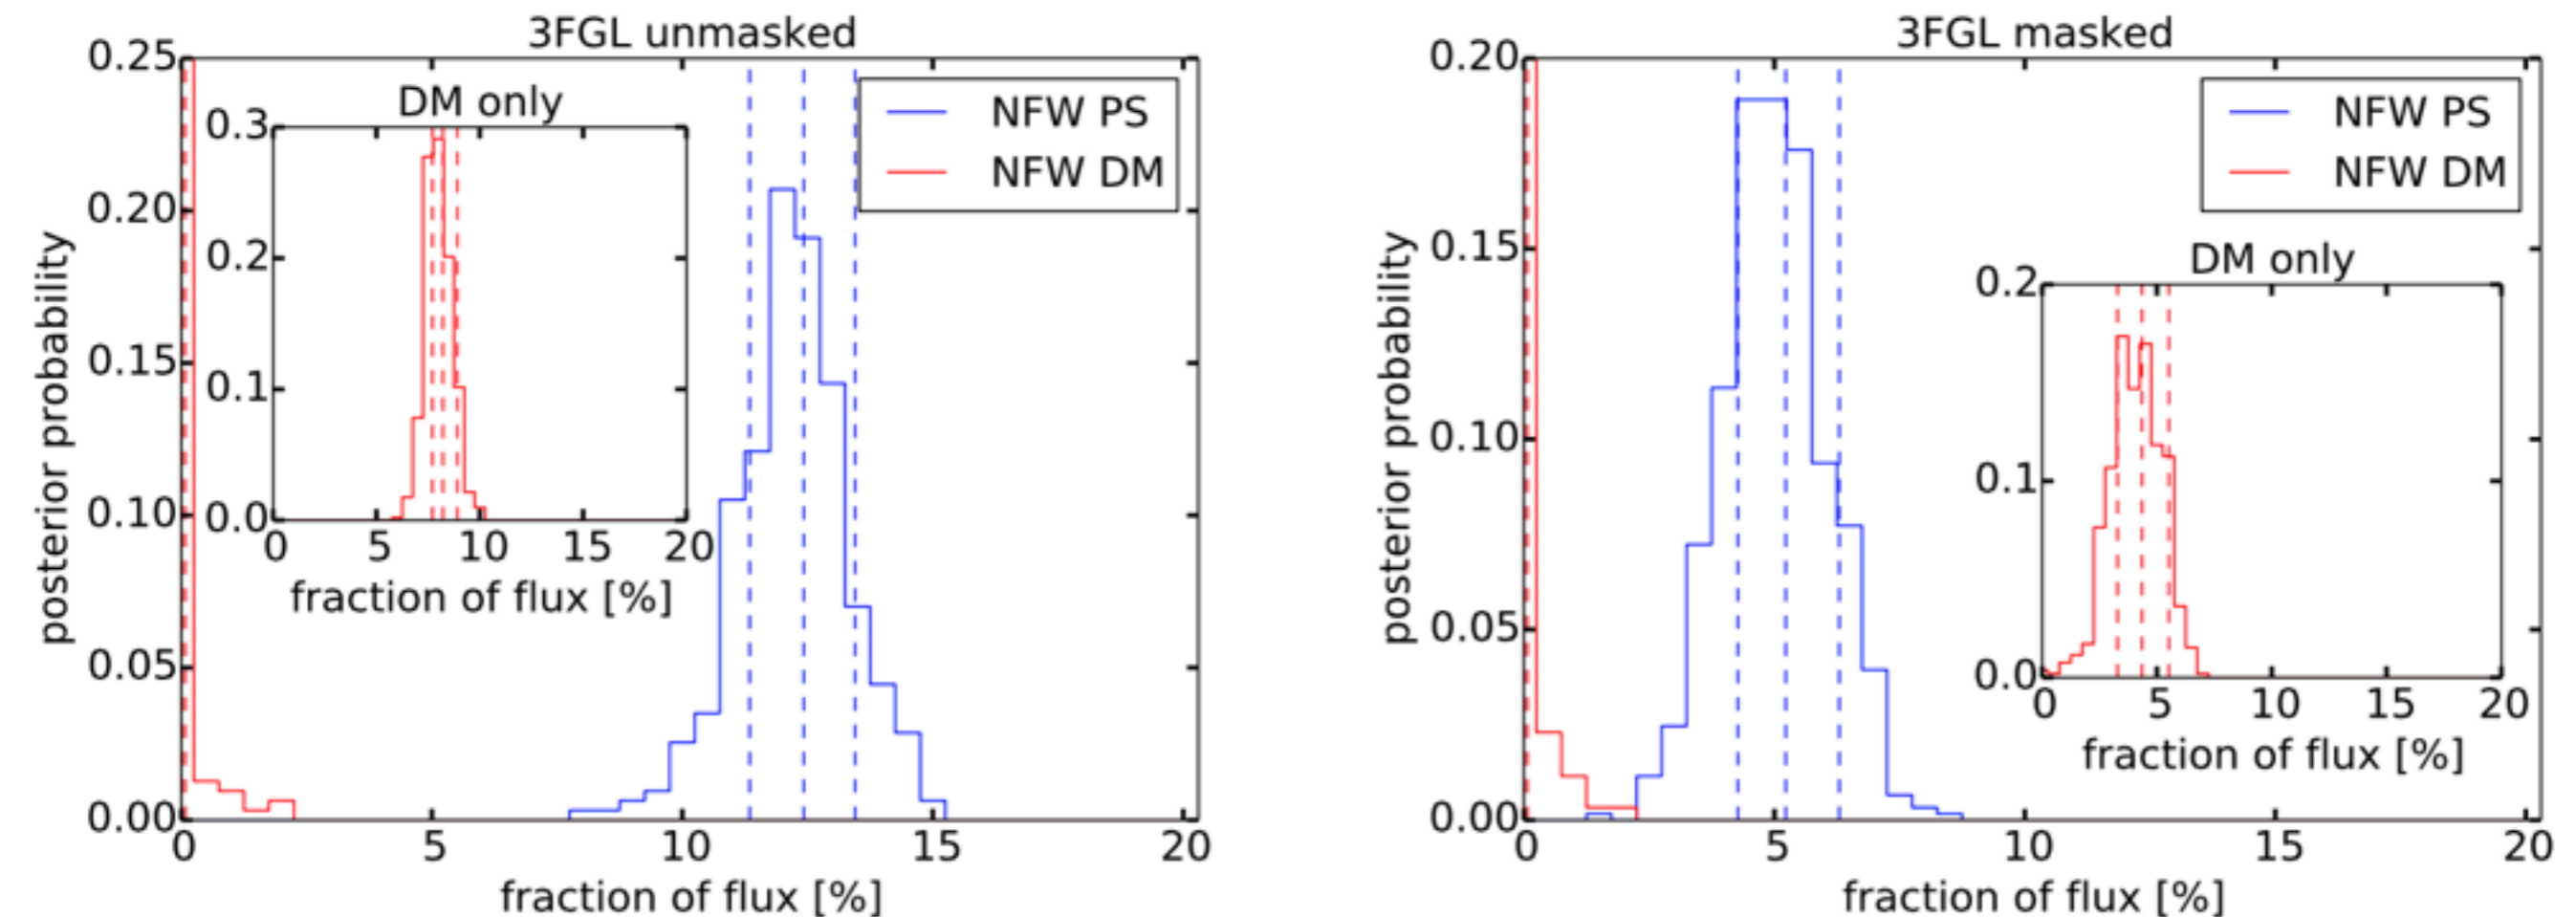 3FGL unmasked
0.25
0.20
0.15
0.10
0.05
0.00
posterior probability
0 5 10 15 20
fraction of flux [%]
NFW PS
NFW DM
DM only
0.3
0.2
0.1
0.0
0 5 10 15 20
fraction of flux [%]
3FGL masked
0.20
0.15
0.10
0.05
0.00
posterior probability
0 5 10 15 20
fraction of flux [%]
NFW PS
NFW DM
DM only
0.2
0.1
0.0
0 5 10 15 20
fraction of flux [%]